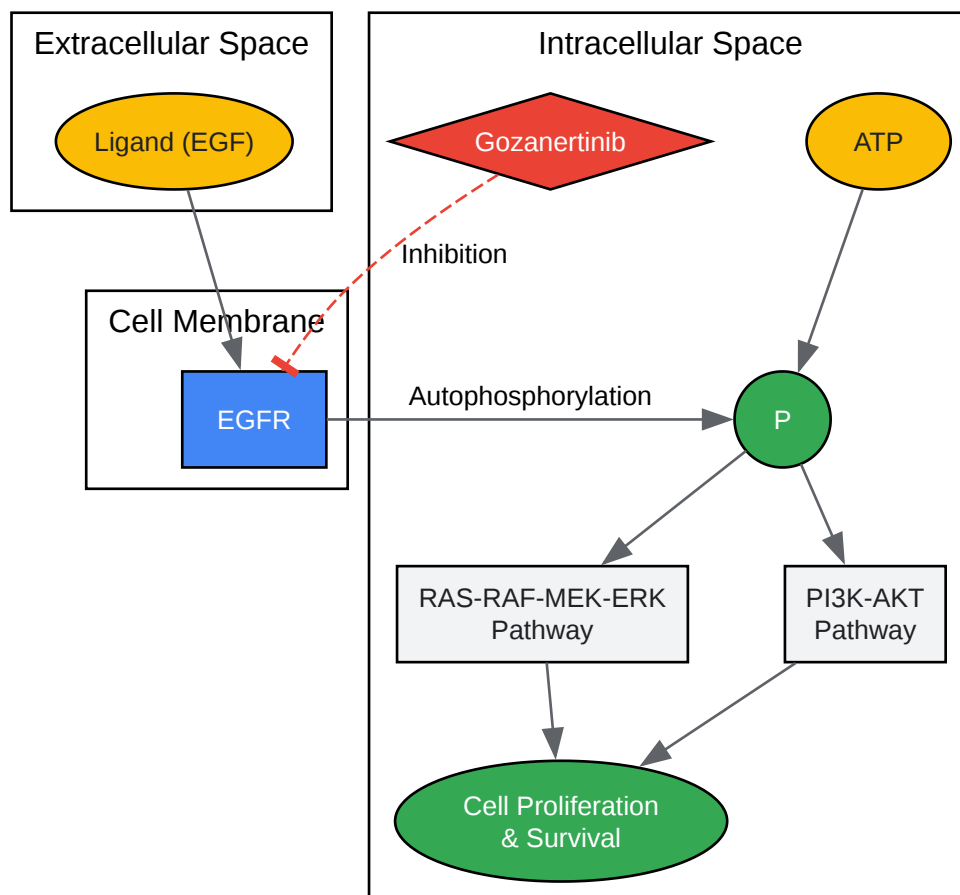 Extracellular Space
Intracellular Space
Ligand (EGF)
Gozanertinib
ATP
Inhibition
Cell Membrane
EGFR
Autophosphorylation
P
RAS-RAF-MEK-ERK
Pathway
PI3K-AKT
Pathway
Cell Proliferation
& Survival